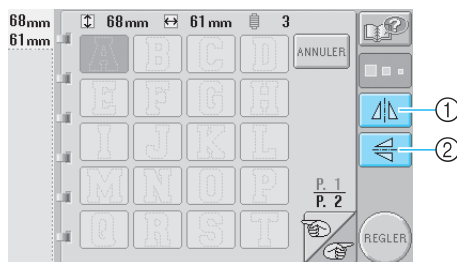 68mm
61mm
68mm 61mm 3
A B C D
ANNULER
E F G H
I J K L
M N O P
Q R S T
P. 1
P. 2
REGLER
1
2